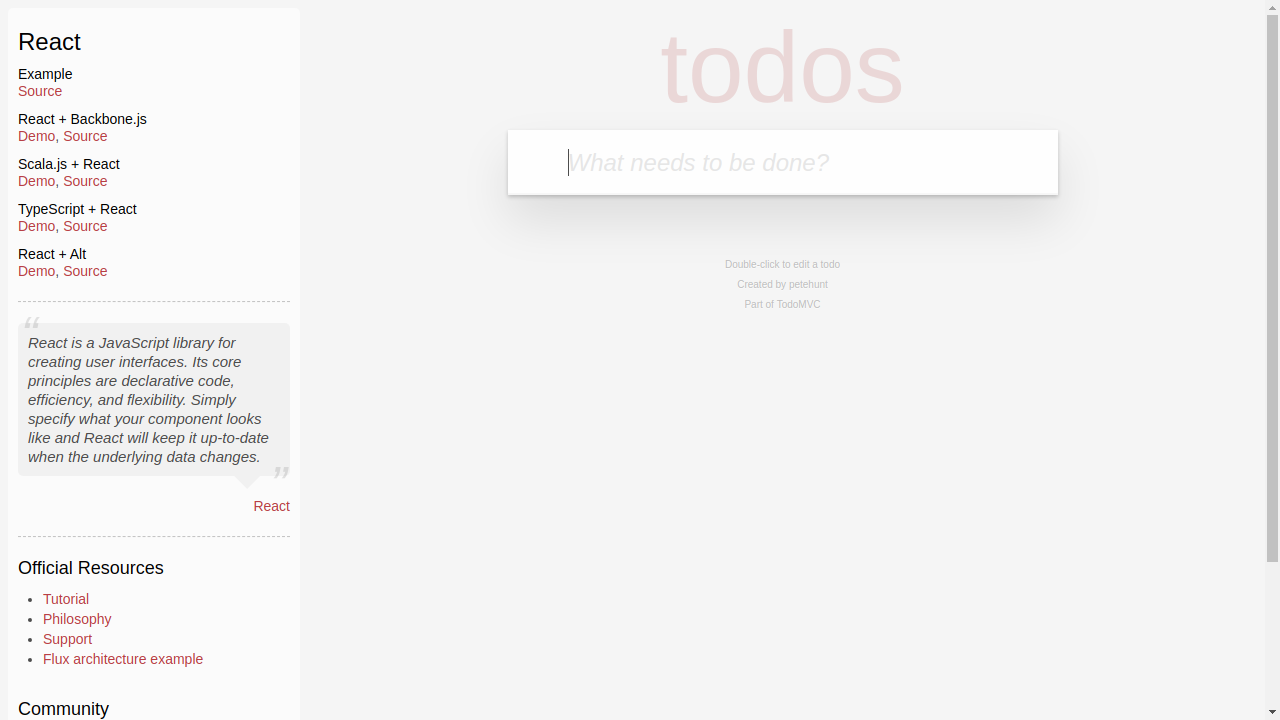 React
Example
Source
React + Backbone.js
Demo, Source
Scala.js + React
Demo, Source
TypeScript + React
Demo, Source
React + Alt
Demo, Source
“
React is a JavaScript library for
creating user interfaces. Its core
principles are declarative code,
efficiency, and flexibility. Simply
specify what your component looks
like and React will keep it up-to-date
when the underlying data changes.
”
React
Official Resources
• Tutorial
• Philosophy
• Support
• Flux architecture example
Community
todos
What needs to be done?
Double-click to edit a todo
Created by petehunt
Part of TodoMVC